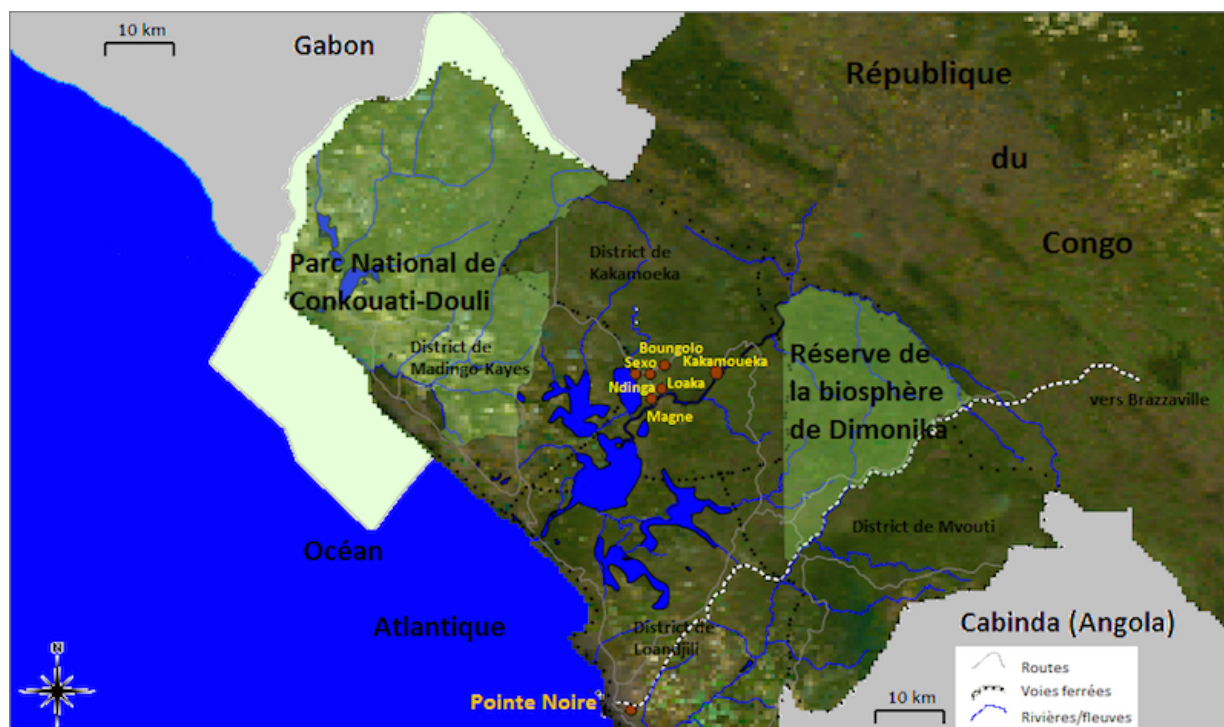 10 km
Gabon
République
du
Congo
District de
Kakamoeka
Parc National de
Conkouati-Douli
District de
Madingo Kayes
Boungolo
Sexo
Kakamoueka
Ndinga
Loaka
Magne
Réserve de
la biosphère
de Dimonika
vers Brazzaville
District de Mvouti
Océan
Atlantique
District de
Loandjili
Pointe Noire
Cabinda (Angola)
Routes
Voies ferrées
Rivières/fleuves
10 km
N